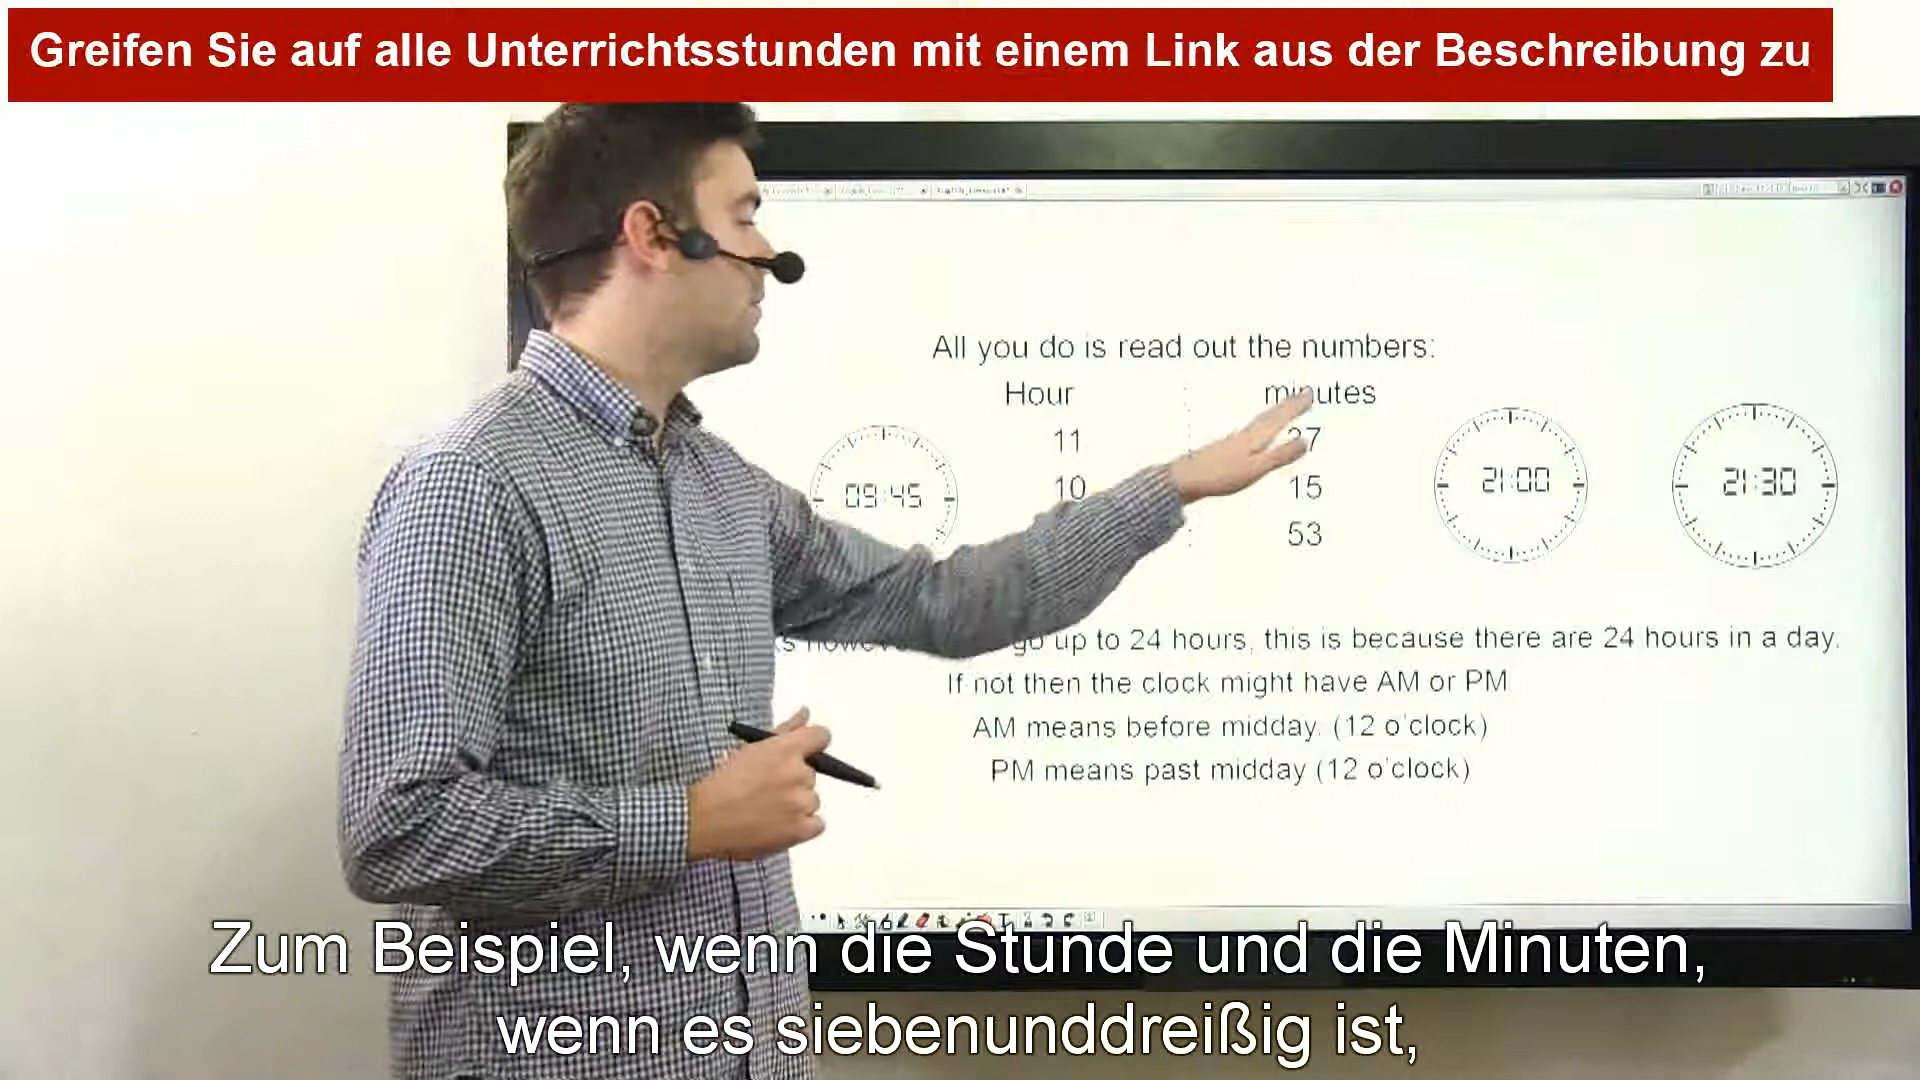 Greifen Sie auf alle Unterrichtsstunden mit einem Link aus der Beschreibung zu
All you do is read out the numbers:
Hour : minutes
11 37
10 15
53
09:45
21:00
21:30
go up to 24 hours, this is because there are 24 hours in a day.
If not then the clock might have AM or PM
AM means before midday. (12 o'clock)
PM means past midday (12 o'clock)
Zum Beispiel, wenn die Stunde und die Minuten,
wenn es siebenunddreißig ist,